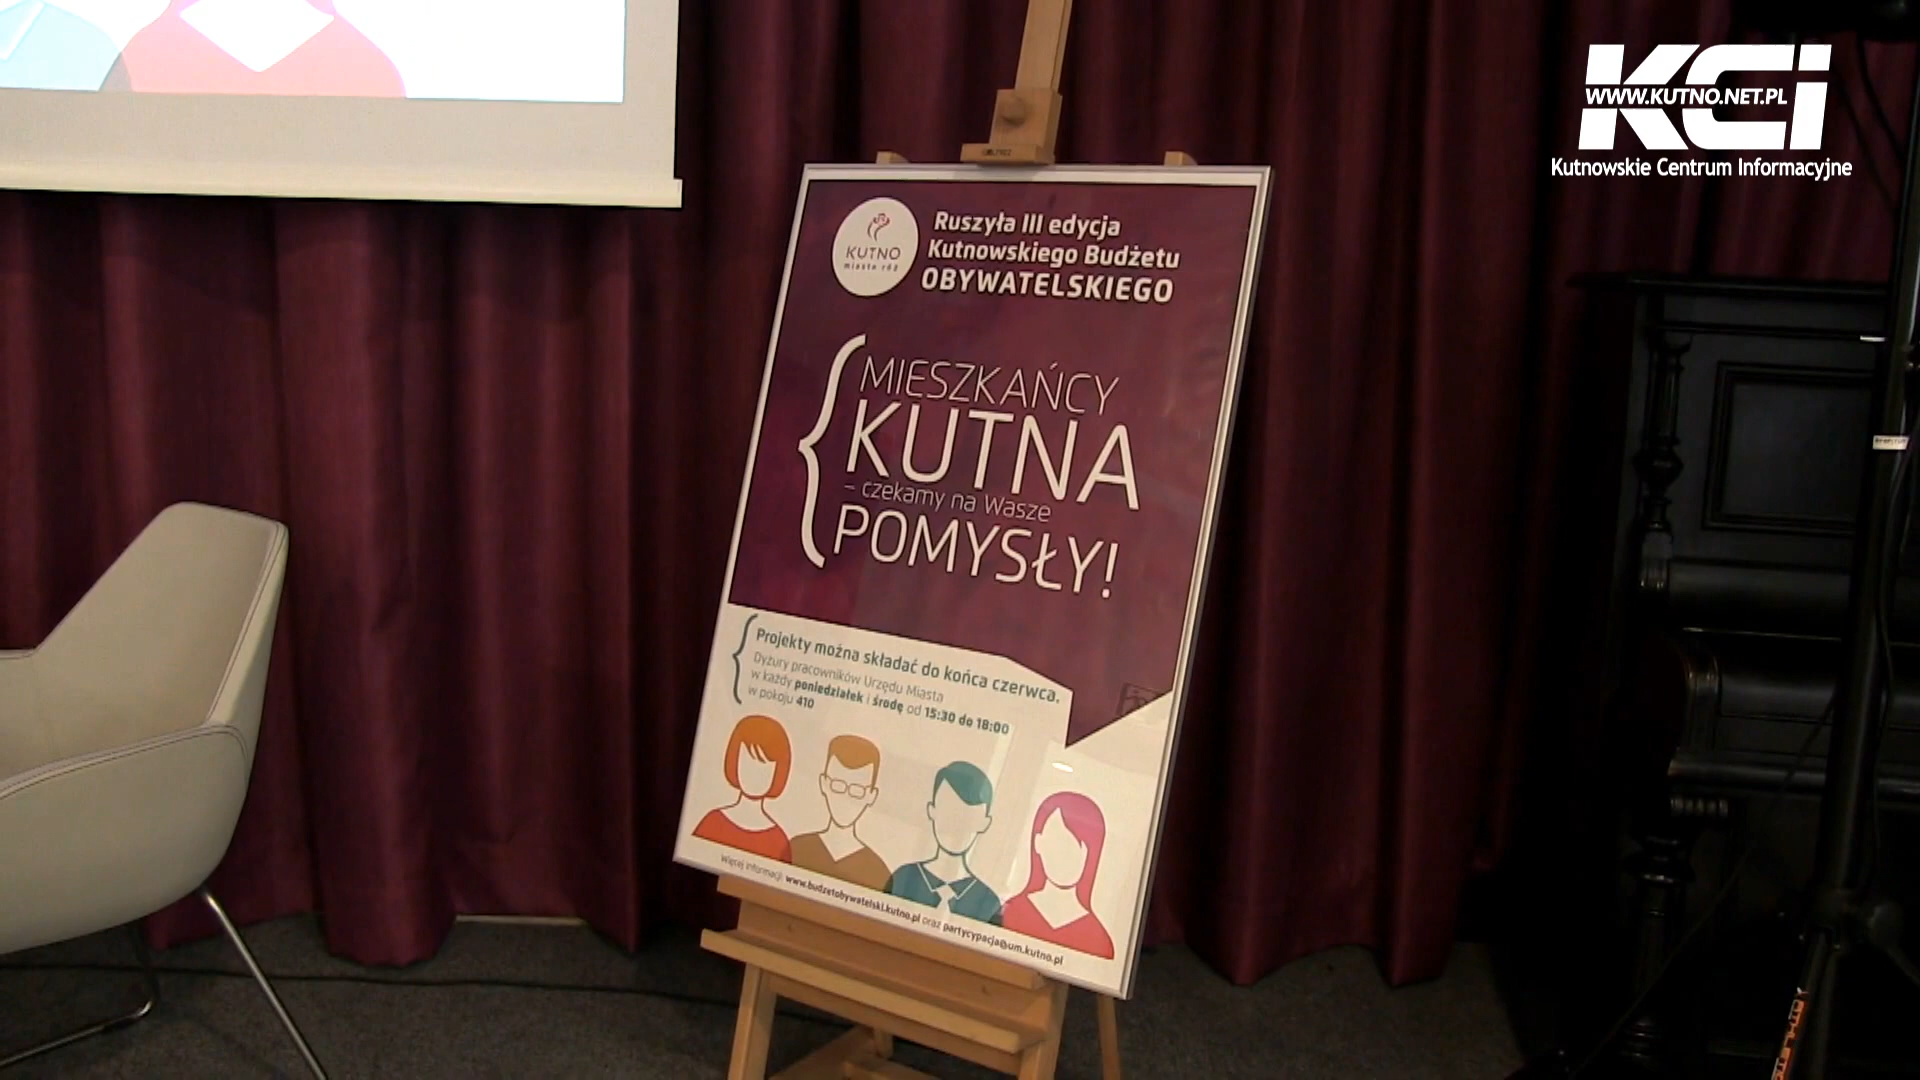 KCi
WWW.KUTNO.NET.PL
Kutnowskie Centrum Informacyjne
KUTNO
miasto róż
Ruszyła III edycja
Kutnowskiego Budżetu
OBYWATELSKIEGO
MIESZKAŃCY
KUTNA
– czekamy na Wasze
POMYSŁY!
Projekty można składać do końca czerwca.
Dyżury pracowników Urzędu Miasta
w każdy poniedziałek i środę od 15:30 do 18:00
w pokoju 410
Więcej informacji: www.budzetobywatelski.kutno.pl oraz partycypacja@um.kutno.pl